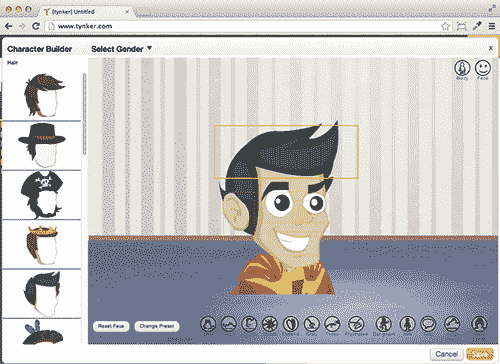 [tynker] Untitled
www.tynker.com
Character Builder
Select Gender
x
Hair
Body
Face
Reset Face
Change Preset
Cancel
Save